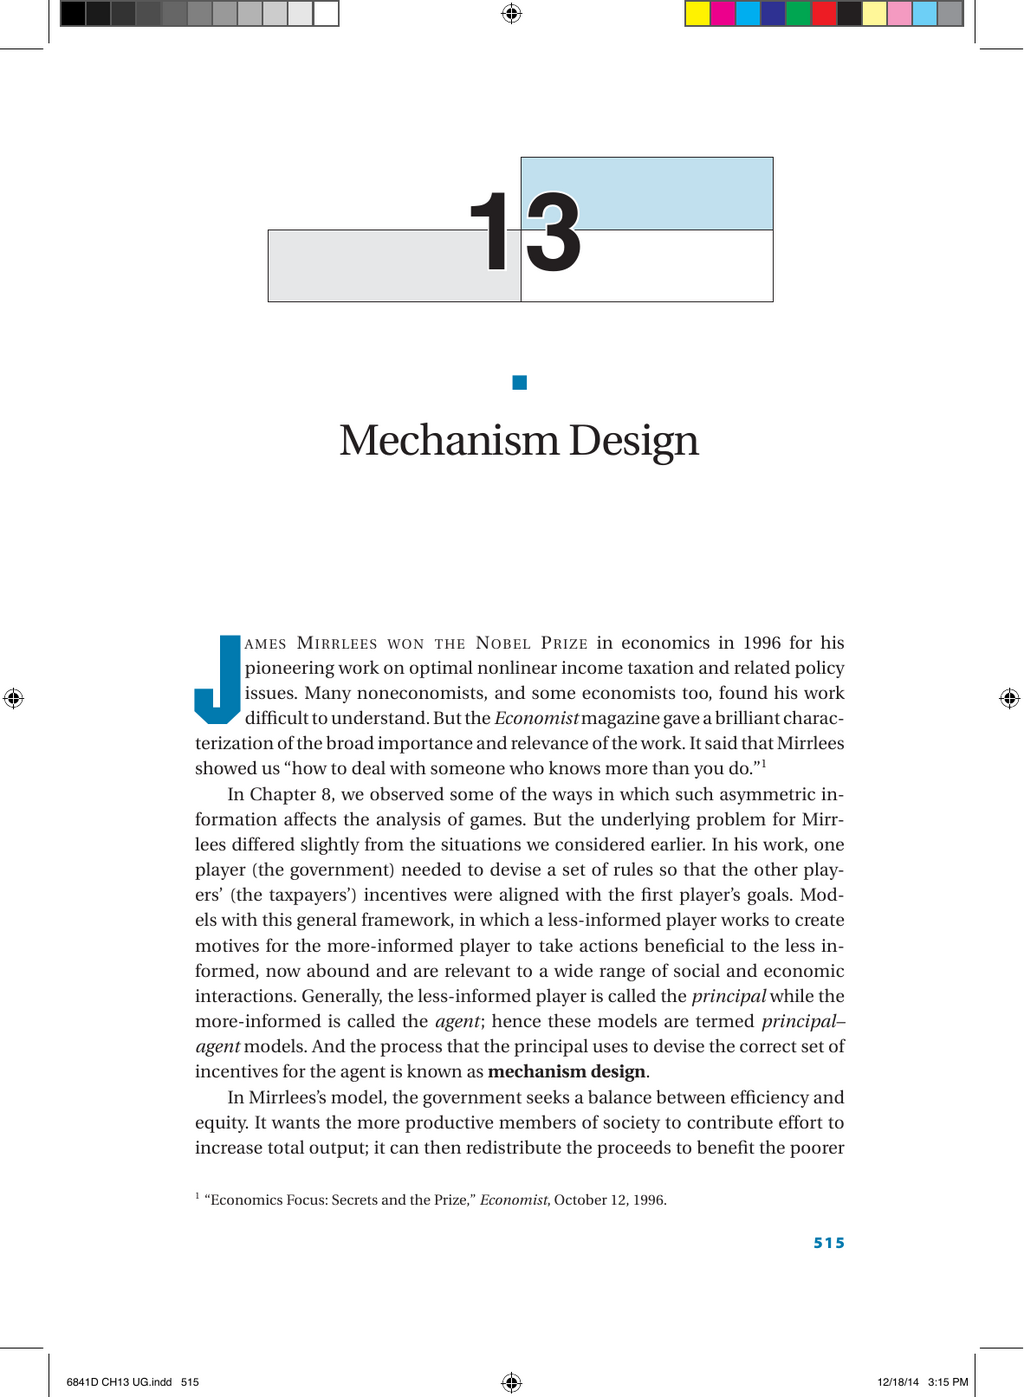 13
Mechanism Design
JAMES MIRRLEES WON THE NOBEL PRIZE in economics in 1996 for his
pioneering work on optimal nonlinear income taxation and related policy
issues. Many noneconomists, and some economists too, found his work
difficult to understand. But the Economist magazine gave a brilliant charac-
terization of the broad importance and relevance of the work. It said that Mirrlees
showed us “how to deal with someone who knows more than you do.”1
In Chapter 8, we observed some of the ways in which such asymmetric in-
formation affects the analysis of games. But the underlying problem for Mirr-
lees differed slightly from the situations we considered earlier. In his work, one
player (the government) needed to devise a set of rules so that the other play-
ers’ (the taxpayers’) incentives were aligned with the first player’s goals. Mod-
els with this general framework, in which a less-informed player works to create
motives for the more-informed player to take actions beneficial to the less in-
formed, now abound and are relevant to a wide range of social and economic
interactions. Generally, the less-informed player is called the principal while the
more-informed is called the agent; hence these models are termed principal–
agent models. And the process that the principal uses to devise the correct set of
incentives for the agent is known as mechanism design.
In Mirrlees’s model, the government seeks a balance between efficiency and
equity. It wants the more productive members of society to contribute effort to
increase total output; it can then redistribute the proceeds to benefit the poorer
1 “Economics Focus: Secrets and the Prize,” Economist, October 12, 1996.
515
6841D CH13 UG.indd 515
12/18/14 3:15 PM